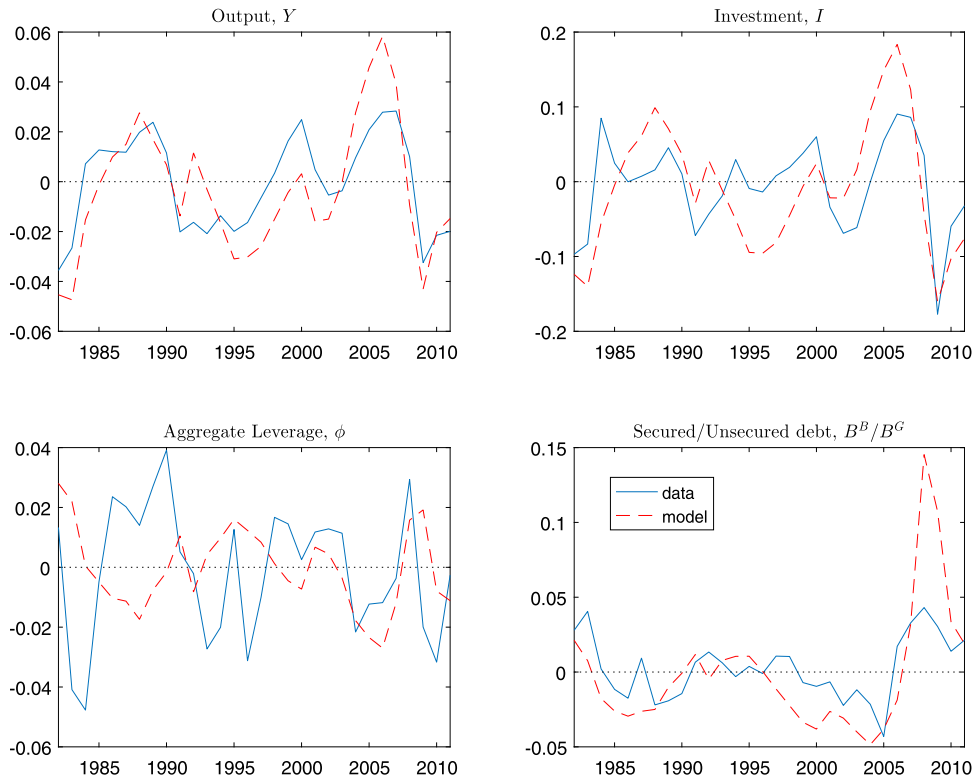 Output, Y
0.06
0.04
0.02
0
-0.02
-0.04
-0.06
1985 1990 1995 2000 2005 2010
Investment, I
0.2
0.1
0
-0.1
-0.2
1985 1990 1995 2000 2005 2010
Aggregate Leverage, ϕ
0.04
0.02
0
-0.02
-0.04
-0.06
1985 1990 1995 2000 2005 2010
Secured/Unsecured debt, B^B/B^G
0.15
0.1
0.05
0
-0.05
data
model
1985 1990 1995 2000 2005 2010